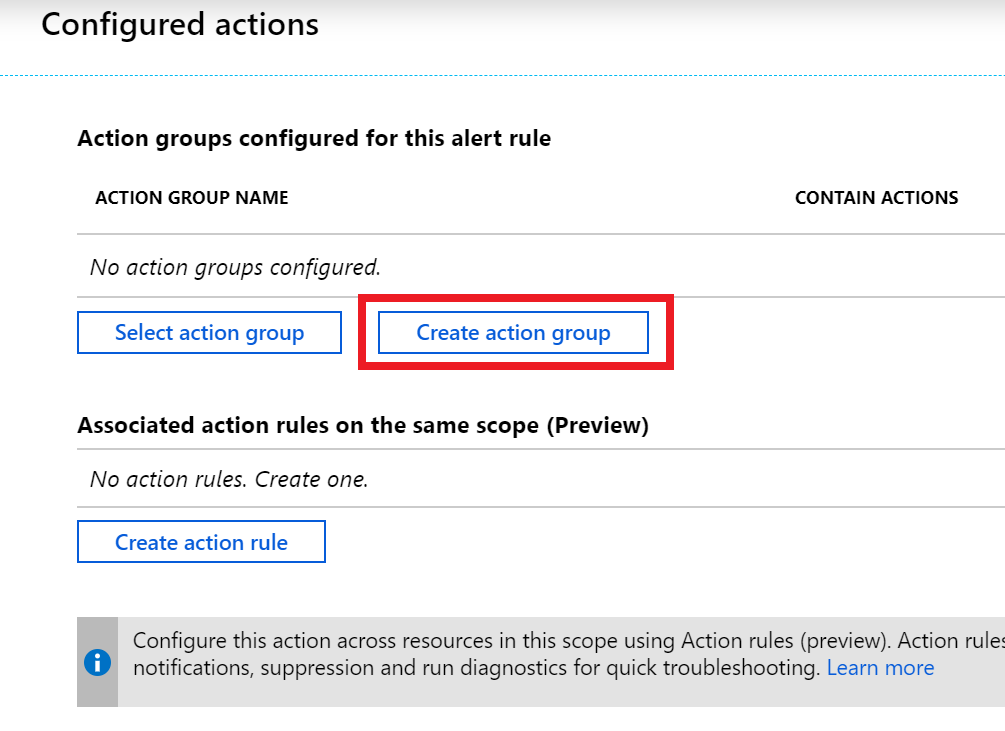 Configured actions
Action groups configured for this alert rule
ACTION GROUP NAME CONTAIN ACTIONS
No action groups configured.
Select action group Create action group
Associated action rules on the same scope (Preview)
No action rules. Create one.
Create action rule
Configure this action across resources in this scope using Action rules (preview). Action rules
notifications, suppression and run diagnostics for quick troubleshooting. Learn more